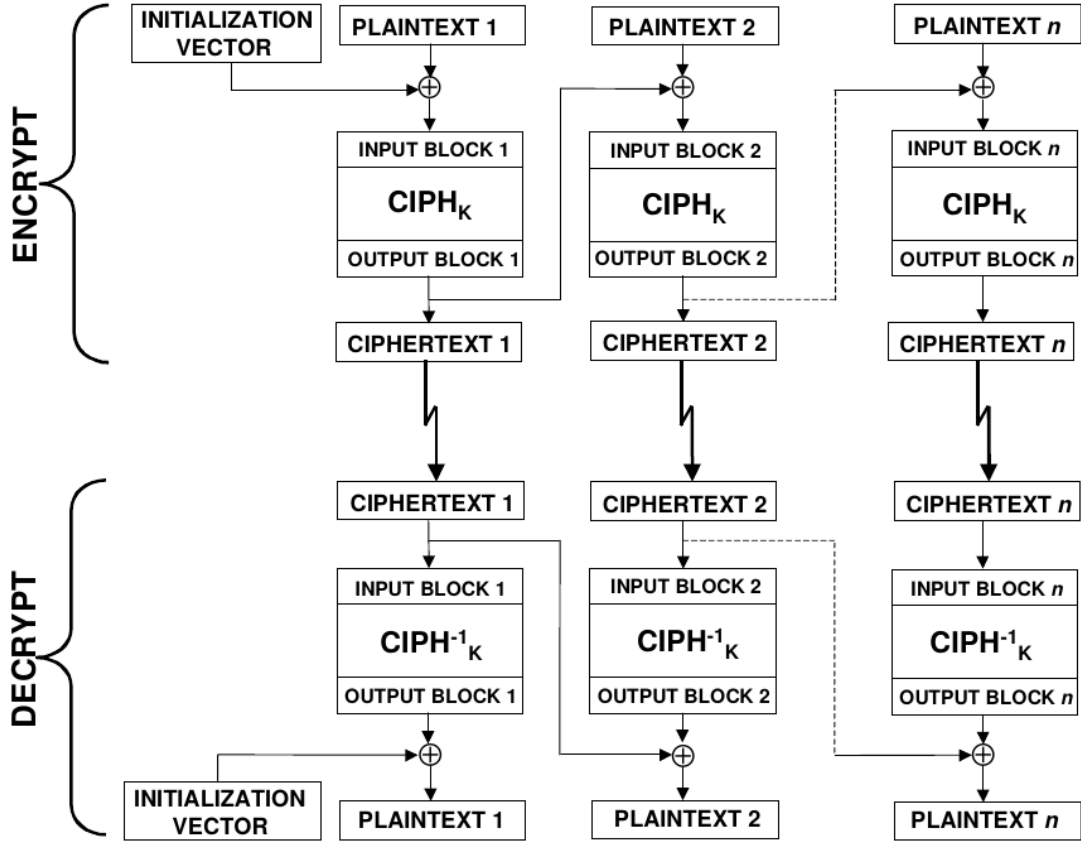 ENCRYPT
INITIALIZATION
VECTOR
PLAINTEXT 1
PLAINTEXT 2
PLAINTEXT n
INPUT BLOCK 1
INPUT BLOCK 2
INPUT BLOCK n
CIPHK
CIPHK
CIPHK
OUTPUT BLOCK 1
OUTPUT BLOCK 2
OUTPUT BLOCK n
CIPHERTEXT 1
CIPHERTEXT 2
CIPHERTEXT n
DECRYPT
CIPHERTEXT 1
CIPHERTEXT 2
CIPHERTEXT n
INPUT BLOCK 1
INPUT BLOCK 2
INPUT BLOCK n
CIPH-1K
CIPH-1K
CIPH-1K
OUTPUT BLOCK 1
OUTPUT BLOCK 2
OUTPUT BLOCK n
INITIALIZATION
VECTOR
PLAINTEXT 1
PLAINTEXT 2
PLAINTEXT n